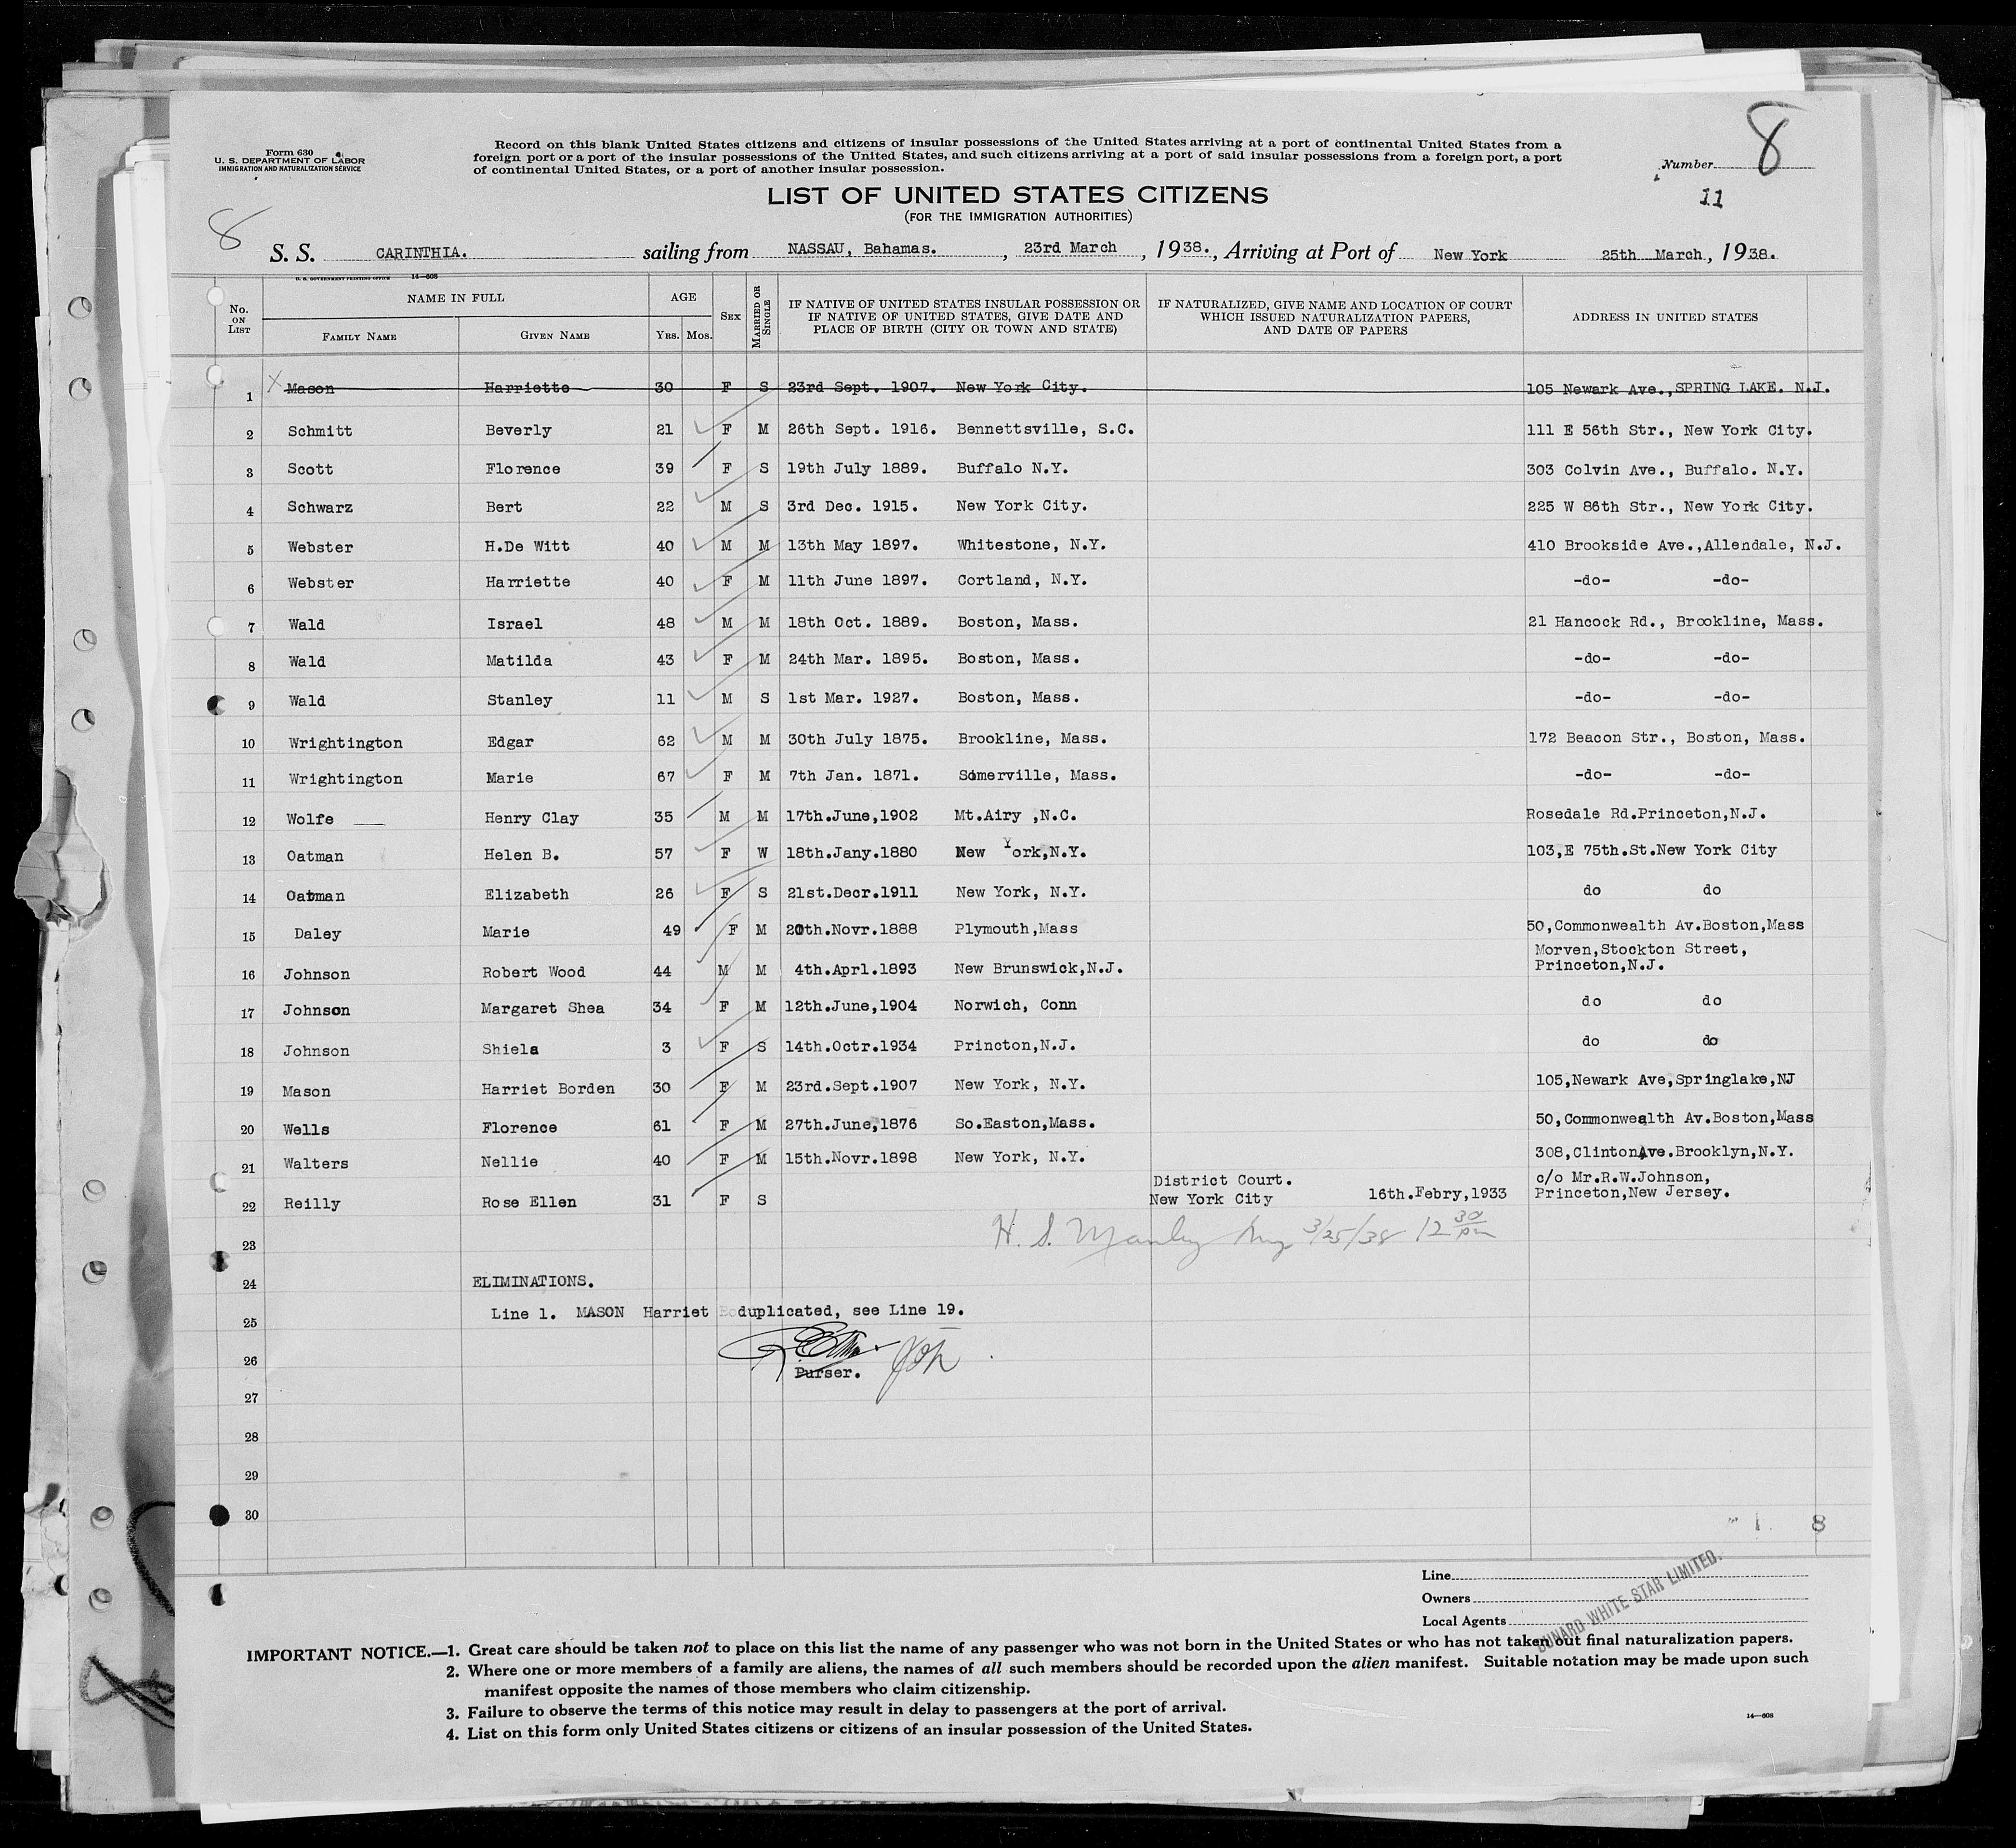 Form 630
U. S. DEPARTMENT OF LABOR
IMMIGRATION AND NATURALIZATION SERVICE
Record on this blank United States citizens and citizens of insular possessions of the United States arriving at a port of continental United States from a
foreign port or a port of the insular possessions of the United States, and such citizens arriving at a port of said insular possessions from a foreign port, a port
of continental United States, or a port of another insular possession.
Number 8
11
LIST OF UNITED STATES CITIZENS
(FOR THE IMMIGRATION AUTHORITIES)
8
S. S. CARINTHIA. sailing from NASSAU, Bahamas. , 23rd March , 1938. , Arriving at Port of New York 25th March , 1938.
U. S. GOVERNMENT PRINTING OFFICE 14—608
No. ON LIST NAME IN FULL FAMILY NAME GIVEN NAME AGE YRS. MOS. SEX MARRIED OR SINGLE IF NATIVE OF UNITED STATES INSULAR POSSESSION OR IF NATIVE OF UNITED STATES, GIVE DATE AND PLACE OF BIRTH (CITY OR TOWN AND STATE) IF NATURALIZED, GIVE NAME AND LOCATION OF COURT WHICH ISSUED NATURALIZATION PAPERS, AND DATE OF PAPERS ADDRESS IN UNITED STATES
1 X Mason Harriette 30 F S 23rd Sept. 1907. New York City. 105 Newark Ave.,SPRING LAKE. N.J.
2 Schmitt Beverly 21 F M 26th Sept. 1916. Bennettsville, S.C. 111 E 56th Str., New York City.
3 Scott Florence 39 F S 19th July 1889. Buffalo N.Y. 303 Colvin Ave., Buffalo. N.Y.
4 Schwarz Bert 22 M S 3rd Dec. 1915. New York City. 225 W 86th Str., New York City.
5 Webster H.De Witt 40 M M 13th May 1897. Whitestone, N.Y. 410 Brookside Ave.,Allendale, N.J.
6 Webster Harriette 40 F M 11th June 1897. Cortland, N.Y. -do- -do-
7 Wald Israel 48 M M 18th Oct. 1889. Boston, Mass. 21 Hancock Rd., Brookline, Mass.
8 Wald Matilda 43 F M 24th Mar. 1895. Boston, Mass. -do- -do-
9 Wald Stanley 11 M S 1st Mar. 1927. Boston, Mass. -do- -do-
10 Wrightington Edgar 62 M M 30th July 1875. Brookline, Mass. 172 Beacon Str., Boston, Mass.
11 Wrightington Marie 67 F M 7th Jan. 1871. Somerville, Mass. -do- -do-
12 Wolfe Henry Clay 35 M M 17th.June,1902 Mt.Airy ,N.C. Rosedale Rd.Princeton,N.J.
13 Oatman Helen B. 57 F W 18th.Jany.1880 New York,N.Y. 103,E 75th.St.New York City
14 Oatman Elizabeth 26 F S 21st.Decr.1911 New York, N.Y. do do
15 Daley Marie 49 F M 20th.Novr.1888 Plymouth,Mass 50,Commonwealth Av.Boston,Mass
16 Johnson Robert Wood 44 M M 4th.Aprl.1893 New Brunswick,N.J. Morven,Stockton Street,
Princeton,N.J.
17 Johnson Margaret Shea 34 F M 12th.June,1904 Norwich, Conn do do
18 Johnson Shiela 3 F S 14th.Octr.1934 Princton,N.J. do do
19 Mason Harriet Borden 30 F M 23rd.Sept.1907 New York, N.Y. 105,Newark Ave,Springlake,NJ
20 Wells Florence 61 F M 27th.June,1876 So.Easton,Mass. 50,Commonwealth Av.Boston,Mass
21 Walters Nellie 40 F M 15th.Novr.1898 New York, N.Y. 308,Clinton Ave.Brooklyn,N.Y.
22 Reilly Rose Ellen 31 F S District Court.
New York City 16th.Febry,1933 c/o Mr.R.W.Johnson,
Princeton,New Jersey.
23 H. S. Manley 3/25/38 12 30 pm
24 ELIMINATIONS.
25 Line 1. MASON Harriet duplicated, see Line 19.
26
Purser.
27
28
29
30
1. 8
Line
Owners
Local Agents
CUNARD WHITE STAR LIMITED.
IMPORTANT NOTICE.—1. Great care should be taken not to place on this list the name of any passenger who was not born in the United States or who has not taken out final naturalization papers.
2. Where one or more members of a family are aliens, the names of all such members should be recorded upon the alien manifest. Suitable notation may be made upon such
manifest opposite the names of those members who claim citizenship.
3. Failure to observe the terms of this notice may result in delay to passengers at the port of arrival.
4. List on this form only United States citizens or citizens of an insular possession of the United States.
14—608